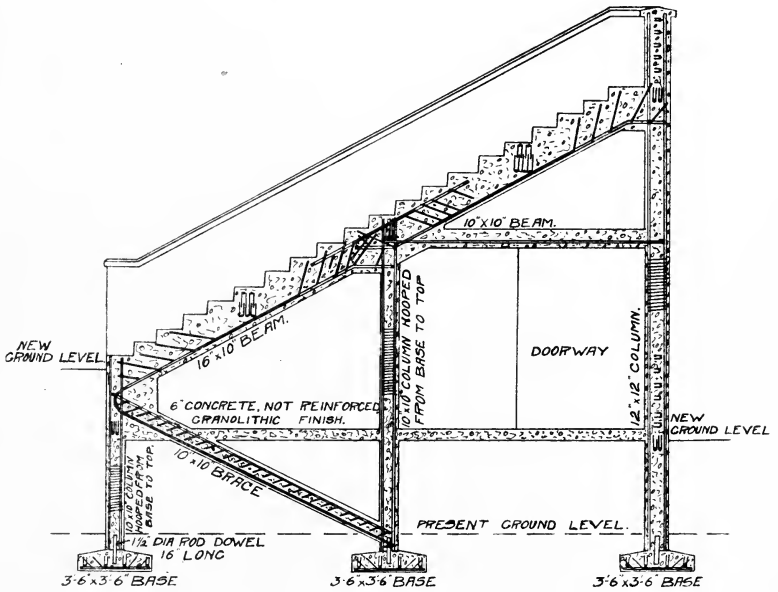 10"x10" BEAM.
NEW
GROUND LEVEL
16"x10" BEAM.
10"x10" COLUMN HOOPED
FROM BASE TO TOP
DOORWAY
12"x12" COLUMN.
6" CONCRETE, NOT REINFORCED
GRANOLITHIC FINISH.
NEW
GROUND LEVEL
10"x10" BRACE
10"x10" COLUMN
HOOPED FROM
BASE TO TOP.
PRESENT GROUND LEVEL.
1½" DIA ROD DOWEL
16" LONG
3'-6"x3'-6" BASE
3'-6"x3'-6" BASE
3'-6"x3'-6" BASE